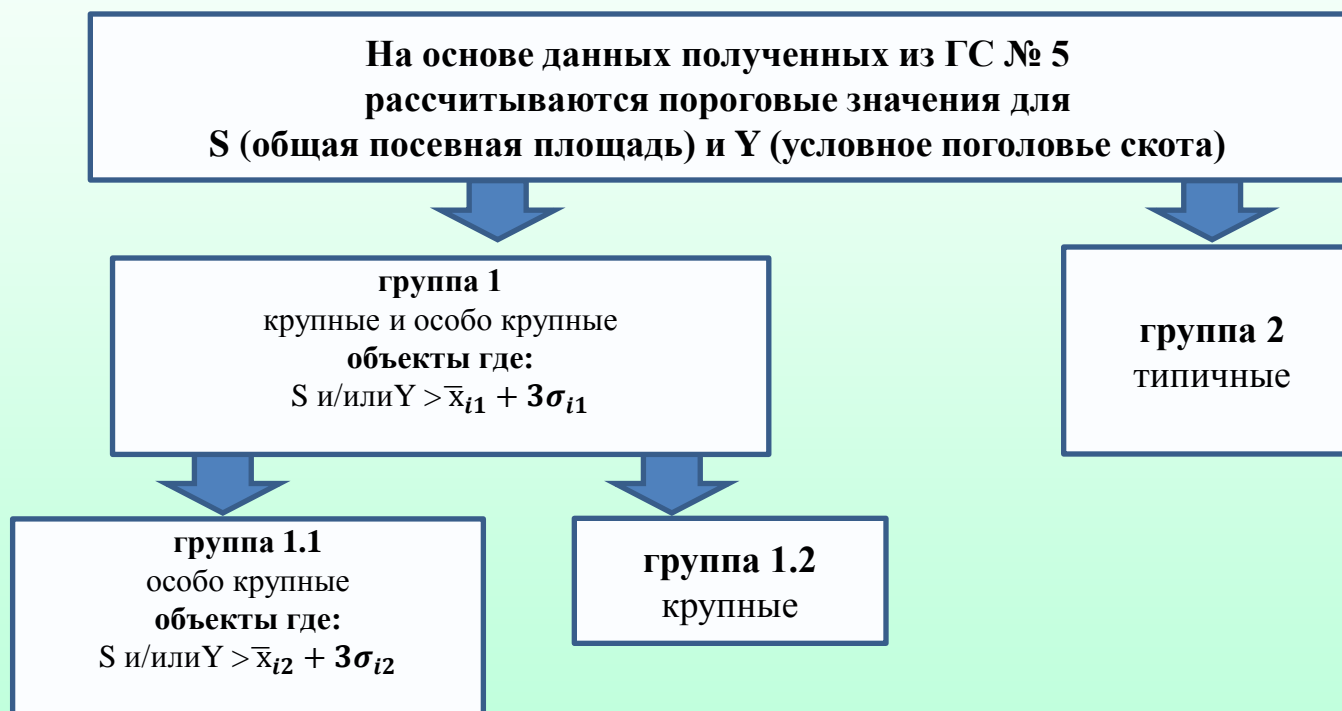 На основе данных полученных из ГС № 5
рассчитываются пороговые значения для
S (общая посевная площадь) и Y (условное поголовье скота)
группа 1
крупные и особо крупные
объекты где:
S и/илиY > x̅ᵢ₁ + 3σᵢ₁
группа 2
типичные
группа 1.1
особо крупные
объекты где:
S и/илиY > x̅ᵢ₂ + 3σᵢ₂
группа 1.2
крупные